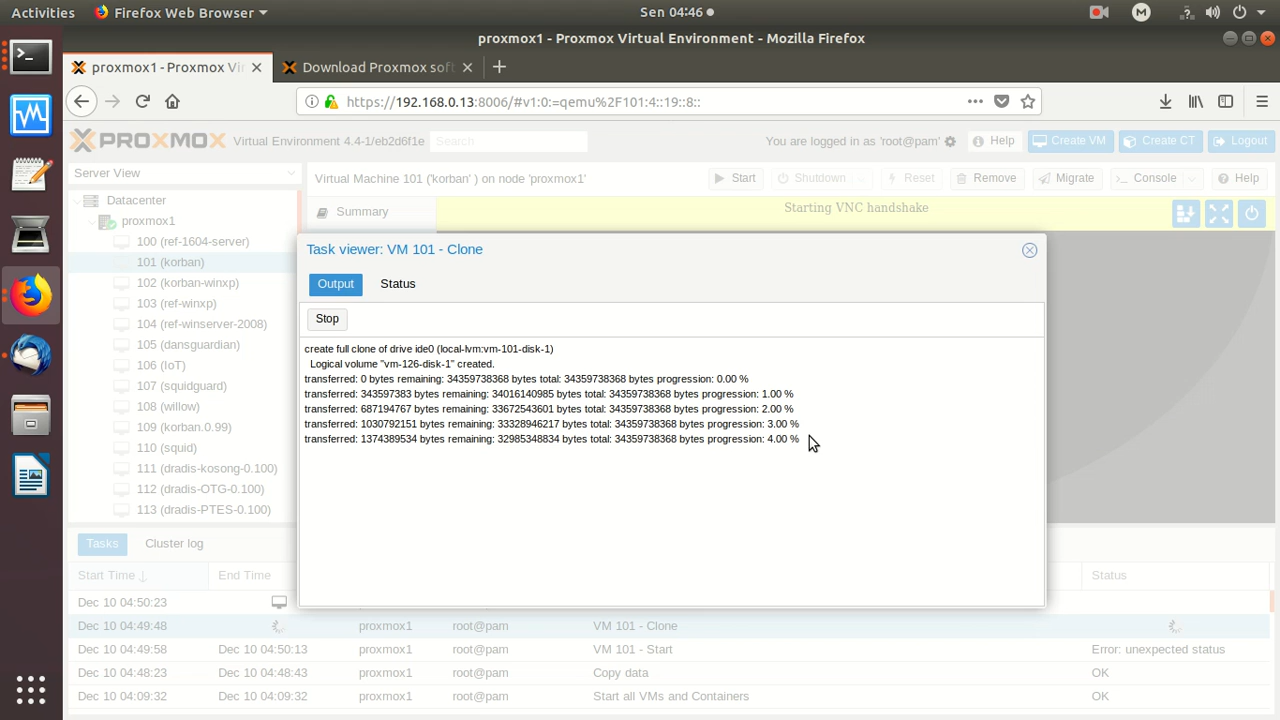 Activities
Firefox Web Browser
Sen 04:46
M
proxmox1 - Proxmox Virtual Environment - Mozilla Firefox
proxmox1 - Proxmox Vir
Download Proxmox soft
https://192.168.0.13:8006/#v1:0:=qemu%2F101:4::19::8::
PROXMOX
Virtual Environment 4.4-1/eb2d6f1e
Search
You are logged in as 'root@pam'
Help
Create VM
Create CT
Logout
Server View
Virtual Machine 101 ('korban' ) on node 'proxmox1'
Start
Shutdown
Reset
Remove
Migrate
Console
Help
Datacenter
proxmox1
100 (ref-1604-server)
101 (korban)
102 (korban-winxp)
103 (ref-winxp)
104 (ref-winserver-2008)
105 (dansguardian)
106 (IoT)
107 (squidguard)
108 (willow)
109 (korban.0.99)
110 (squid)
111 (dradis-kosong-0.100)
112 (dradis-OTG-0.100)
113 (dradis-PTES-0.100)
Summary
Starting VNC handshake
Task viewer: VM 101 - Clone
Output
Status
Stop
create full clone of drive ide0 (local-lvm:vm-101-disk-1)
Logical volume "vm-126-disk-1" created.
transferred: 0 bytes remaining: 34359738368 bytes total: 34359738368 bytes progression: 0.00 %
transferred: 343597383 bytes remaining: 34016140985 bytes total: 34359738368 bytes progression: 1.00 %
transferred: 687194767 bytes remaining: 33672543601 bytes total: 34359738368 bytes progression: 2.00 %
transferred: 1030792151 bytes remaining: 33328946217 bytes total: 34359738368 bytes progression: 3.00 %
transferred: 1374389534 bytes remaining: 32985348834 bytes total: 34359738368 bytes progression: 4.00 %
Tasks
Cluster log
Start Time
End Time
Status
Dec 10 04:50:23
Dec 10 04:49:48
proxmox1
root@pam
VM 101 - Clone
Dec 10 04:49:58
Dec 10 04:50:13
proxmox1
root@pam
VM 101 - Start
Error: unexpected status
Dec 10 04:48:23
Dec 10 04:48:43
proxmox1
root@pam
Copy data
OK
Dec 10 04:09:32
Dec 10 04:09:32
proxmox1
root@pam
Start all VMs and Containers
OK